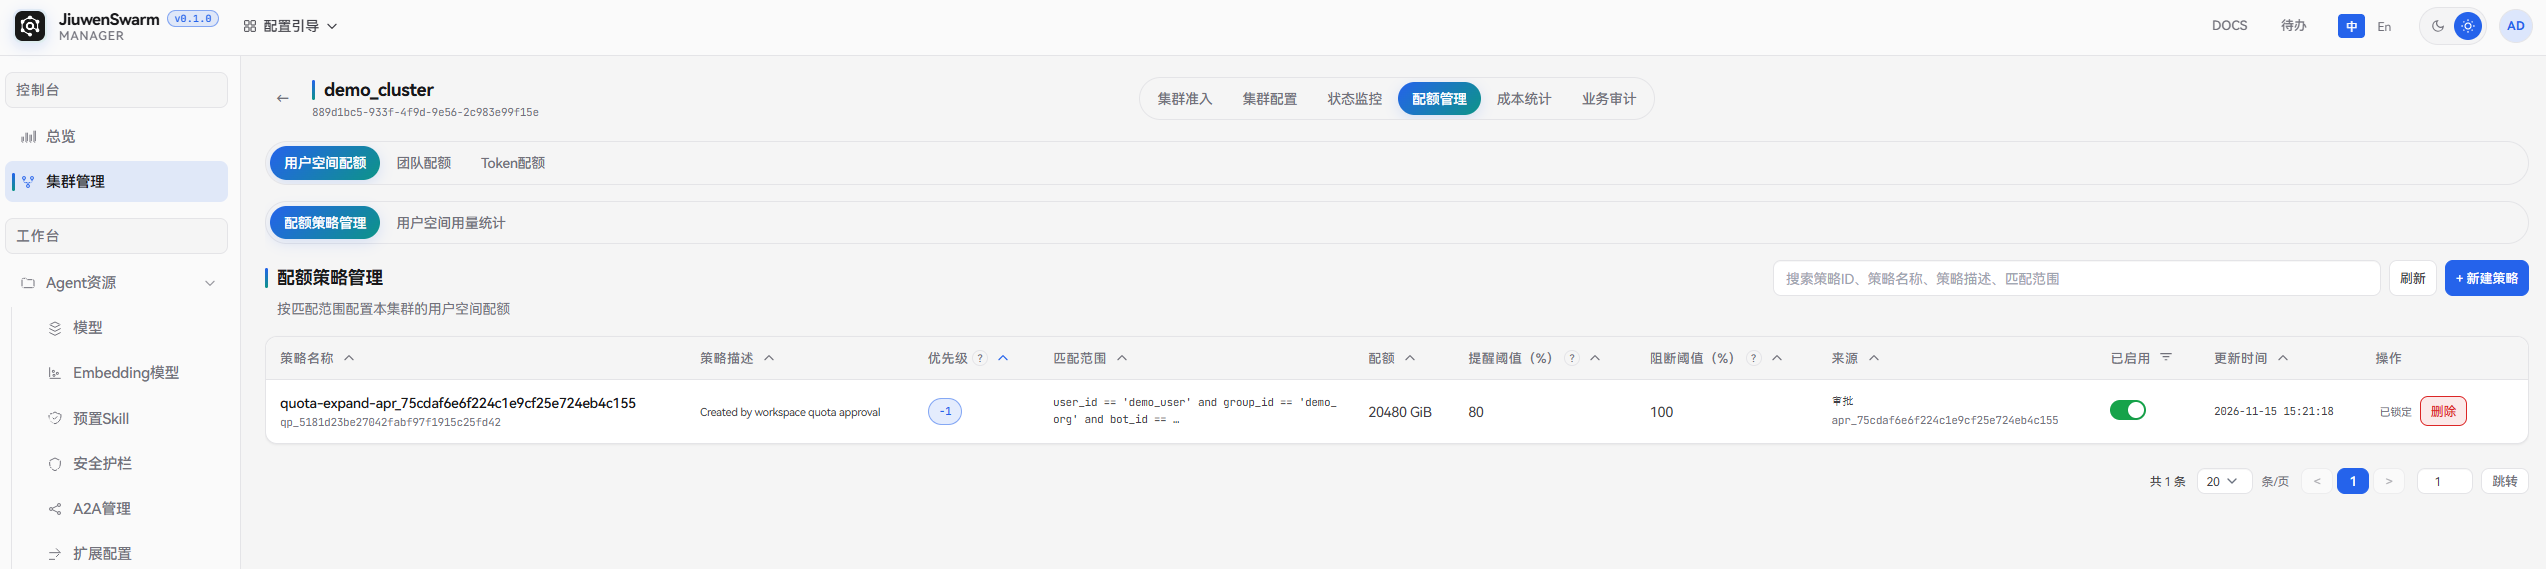 JiuwenSwarm v0.1.0
MANAGER
配置引导
DOCS 待办 中 En AD
控制台
总览
集群管理
工作台
Agent资源
模型
Embedding模型
预置Skill
安全护栏
A2A管理
扩展配置
← demo_cluster
889d1bc5-933f-4f9d-9e56-2c983e99f15e
集群准入 集群配置 状态监控 配额管理 成本统计 业务审计
用户空间配额 团队配额 Token配额
配额策略管理 用户空间用量统计
配额策略管理
按匹配范围配置本集群的用户空间配额
搜索策略ID、策略名称、策略描述、匹配范围 刷新 + 新建策略
策略名称 策略描述 优先级 ? 匹配范围 配额 提醒阈值（%） ? 阻断阈值（%） ? 来源 已启用 更新时间 操作
quota-expand-apr_75cdaf6e6f224c1e9cf25e724eb4c155
qp_5181d23be27042fabf97f1915c25fd42
Created by workspace quota approval
-1
user_id == 'demo_user' and group_id == 'demo_
org' and bot_id == …
20480 GiB
80
100
审批
apr_75cdaf6e6f224c1e9cf25e724eb4c155
2026-11-15 15:21:18
已锁定 删除
共 1 条 20 条/页 < 1 > 1 跳转